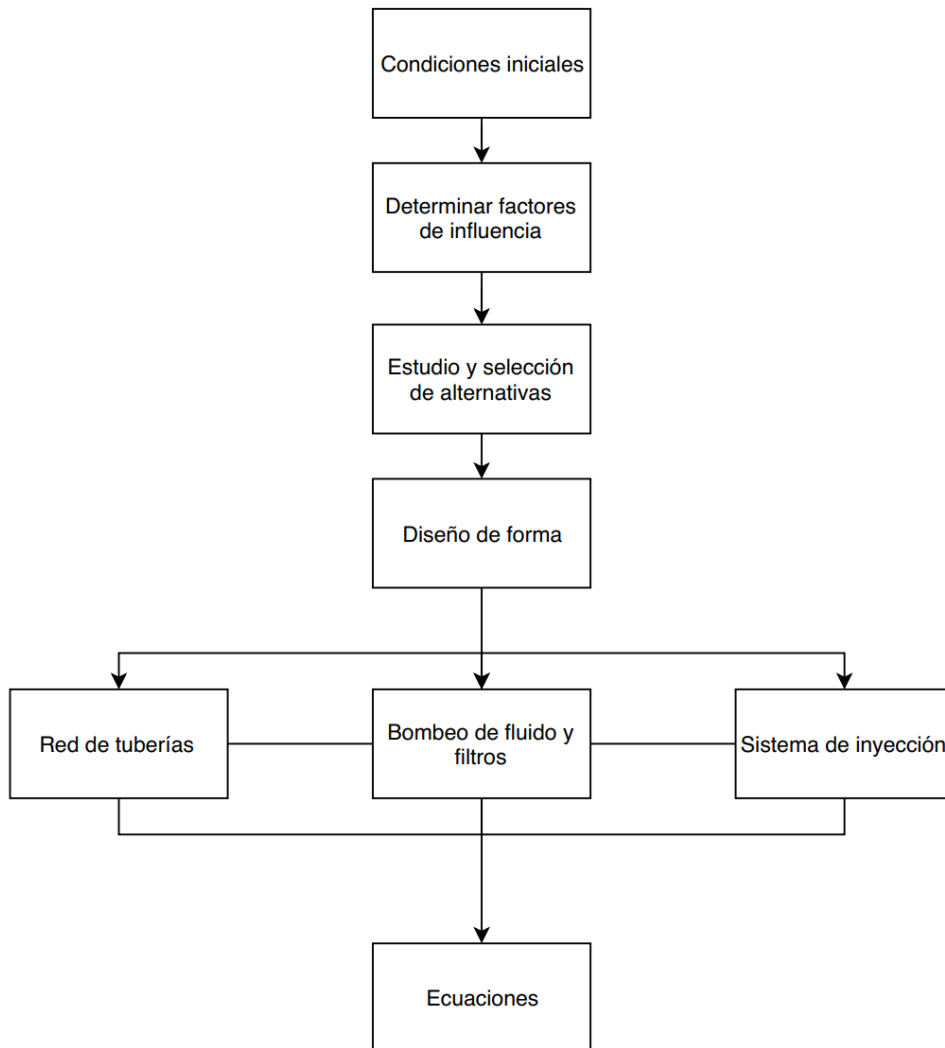 Condiciones iniciales
Determinar factores
de influencia
Estudio y selección
de alternativas
Diseño de forma
Red de tuberías
Bombeo de fluido y
filtros
Sistema de inyección
Ecuaciones